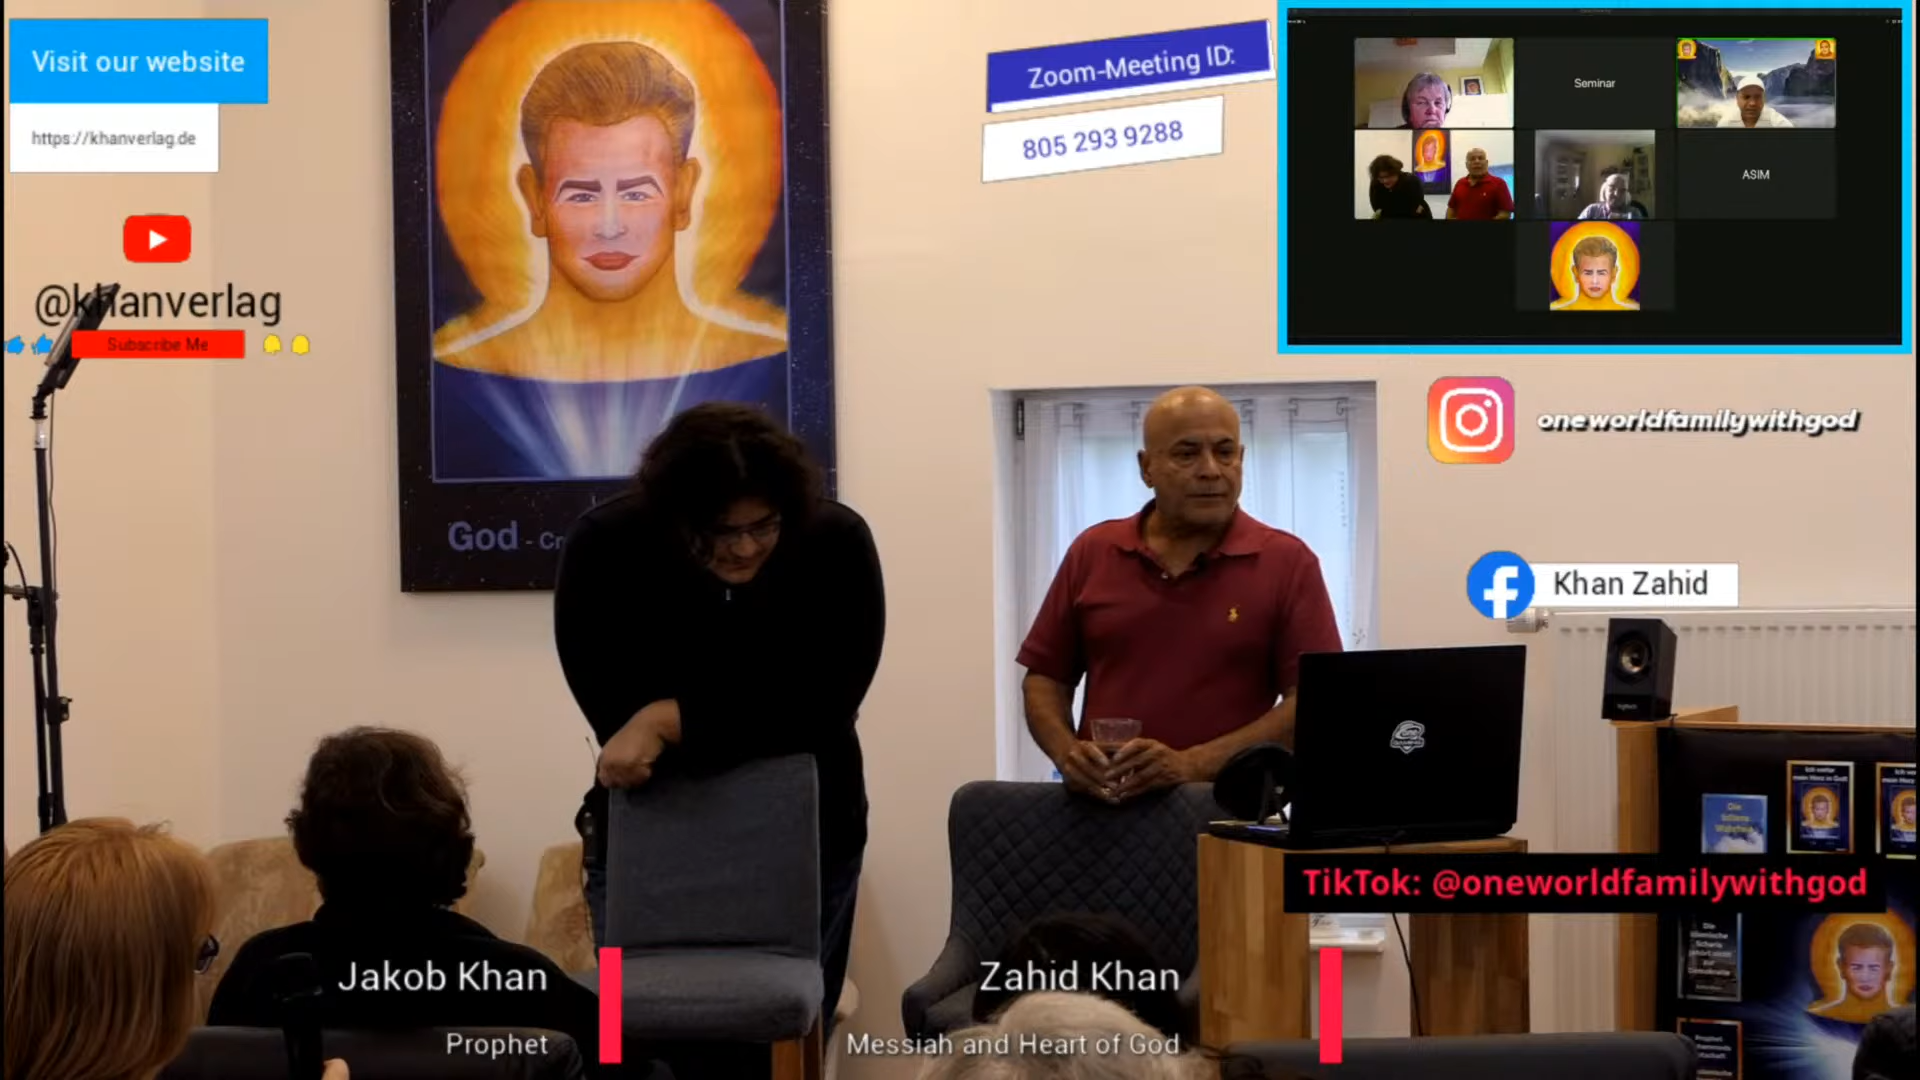 Visit our website
https://khanverlag.de
@khanverlag
Subscribe Me
Zoom-Meeting ID:
805 293 9288
Seminar
ASIM
oneworldfamilywithgod
Khan Zahid
God - Cr
TikTok: @oneworldfamilywithgod
Jakob Khan
Prophet
Zahid Khan
Messiah and Heart of God